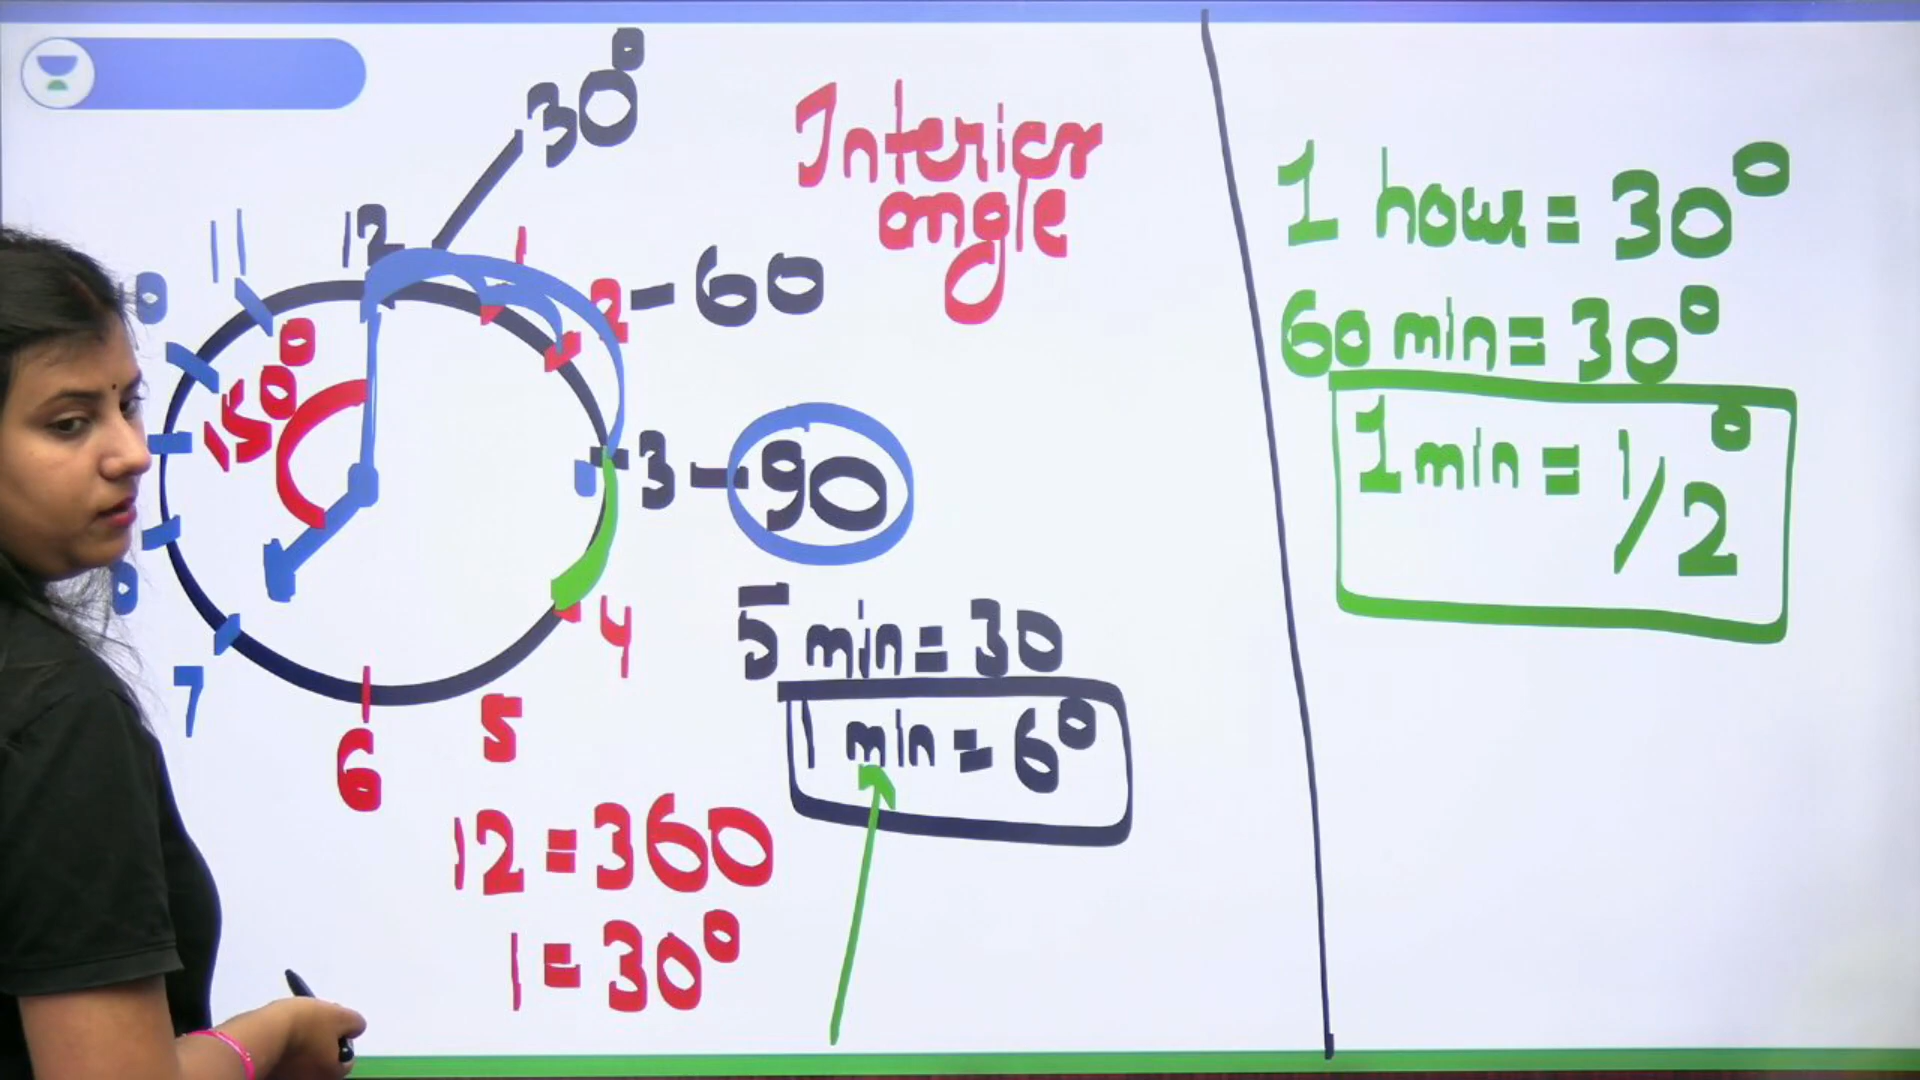 30°
Interior
angle
11
12
1
2 - 60
150°
3 - 90
4
5
6
7
12 = 360
1 = 30°
5 min = 30
1 min = 6°
1 hour = 30°
60 min = 30°
1 min = 1/2°